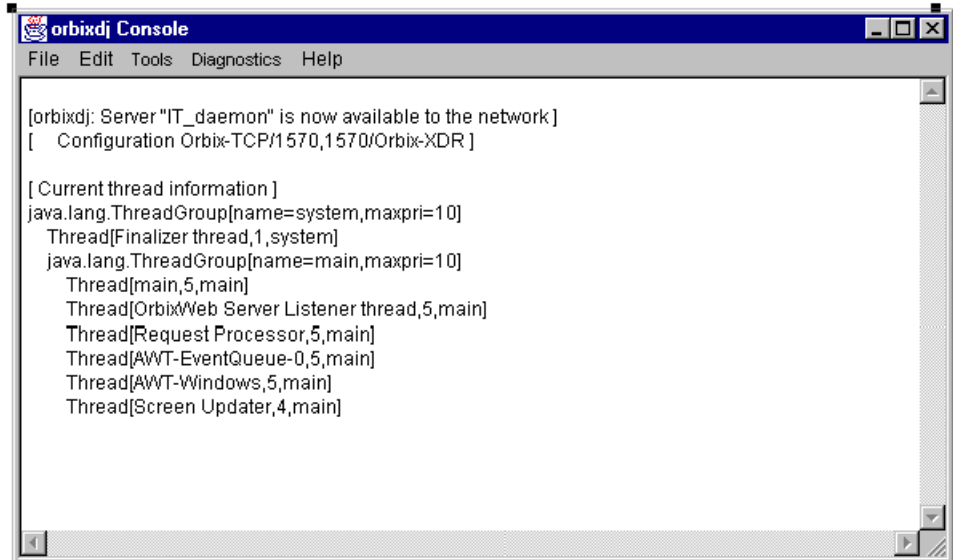 orbixdj Console
File Edit Tools Diagnostics Help
[orbixdj: Server "IT_daemon" is now available to the network ]
[ Configuration Orbix-TCP/1570,1570/Orbix-XDR ]
[ Current thread information ]
java.lang.ThreadGroup[name=system,maxpri=10]
Thread[Finalizer thread,1,system]
java.lang.ThreadGroup[name=main,maxpri=10]
Thread[main,5,main]
Thread[OrbixWeb Server Listener thread,5,main]
Thread[Request Processor,5,main]
Thread[AWT-EventQueue-0,5,main]
Thread[AWT-Windows,5,main]
Thread[Screen Updater,4,main]